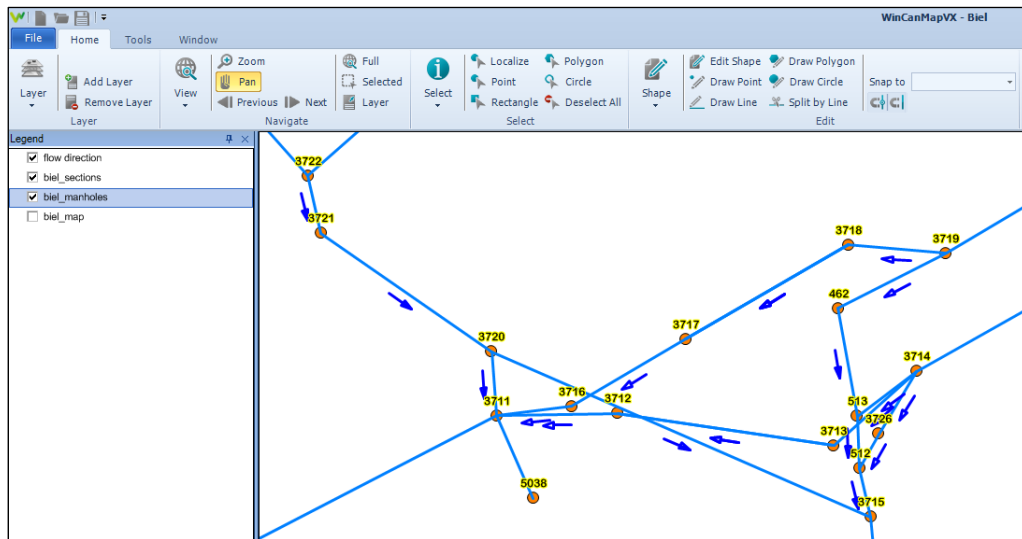 WinCanMapVX - Biel
File Home Tools Window
Layer
Add Layer
Remove Layer
Layer
View
Zoom
Pan
Previous Next
Full
Selected
Layer
Navigate
Select
Localize
Point
Rectangle
Polygon
Circle
Deselect All
Select
Shape
Edit Shape
Draw Point
Draw Line
Draw Polygon
Draw Circle
Split by Line
Snap to
Edit
Legend
flow direction
biel_sections
biel_manholes
biel_map
3722
3721
3718
3719
462
3717
3720
3714
3716
3712
3711
513
3726
3713
512
5038
3715